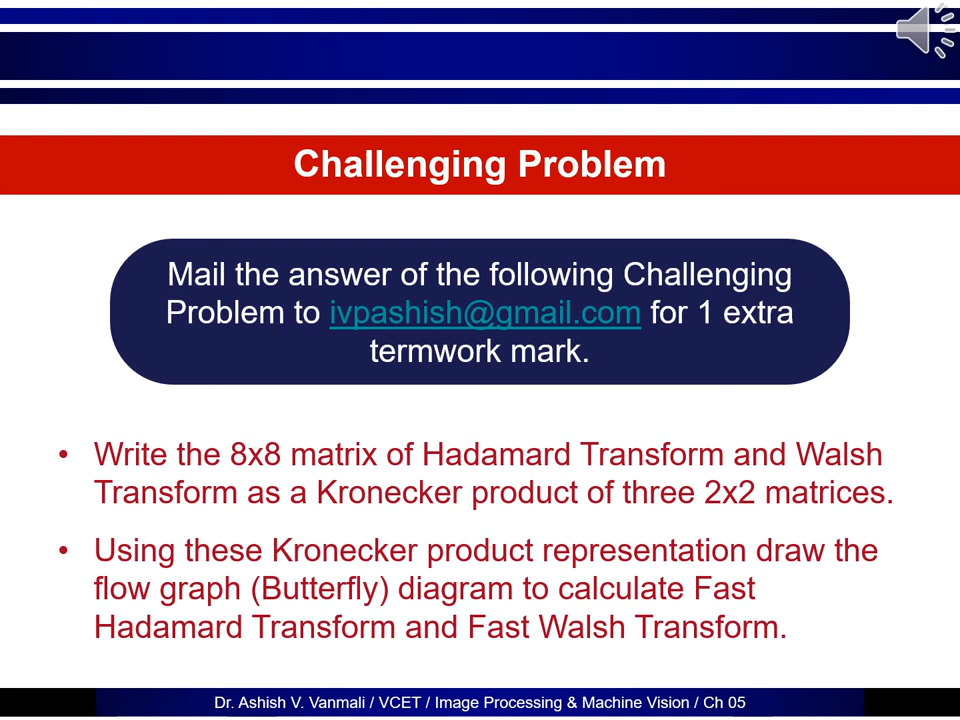 Challenging Problem
Mail the answer of the following Challenging
Problem to ivpashish@gmail.com for 1 extra
termwork mark.
• Write the 8x8 matrix of Hadamard Transform and Walsh
Transform as a Kronecker product of three 2x2 matrices.
• Using these Kronecker product representation draw the
flow graph (Butterfly) diagram to calculate Fast
Hadamard Transform and Fast Walsh Transform.
Dr. Ashish V. Vanmali / VCET / Image Processing & Machine Vision / Ch 05